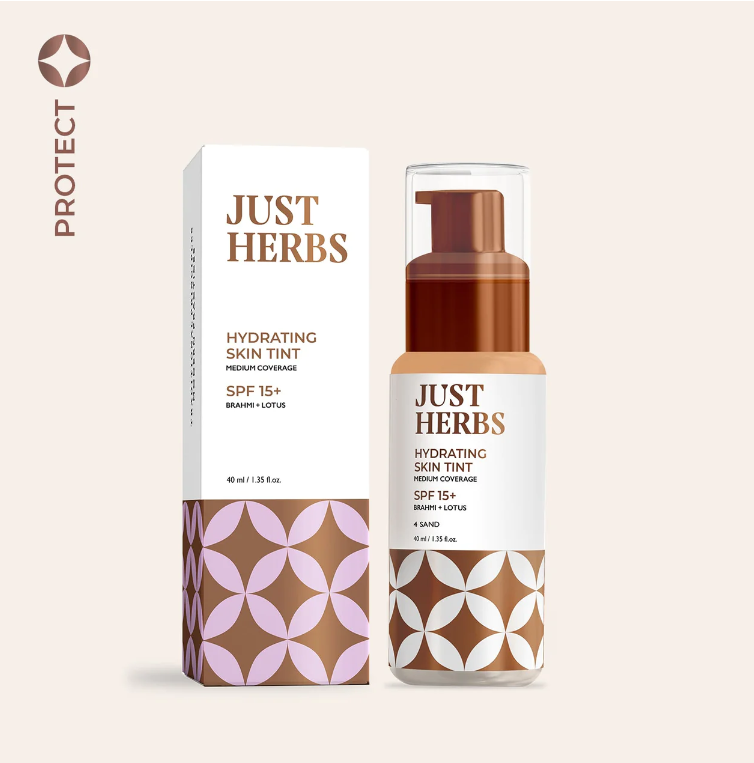 PROTECT
JUST
HERBS
HYDRATING
SKIN TINT
MEDIUM COVERAGE
SPF 15+
BRAHMI + LOTUS
40 ml / 1.35 fl.oz.
JUST
HERBS
HYDRATING
SKIN TINT
MEDIUM COVERAGE
SPF 15+
BRAHMI + LOTUS
4 SAND
40 ml / 1.35 fl.oz.